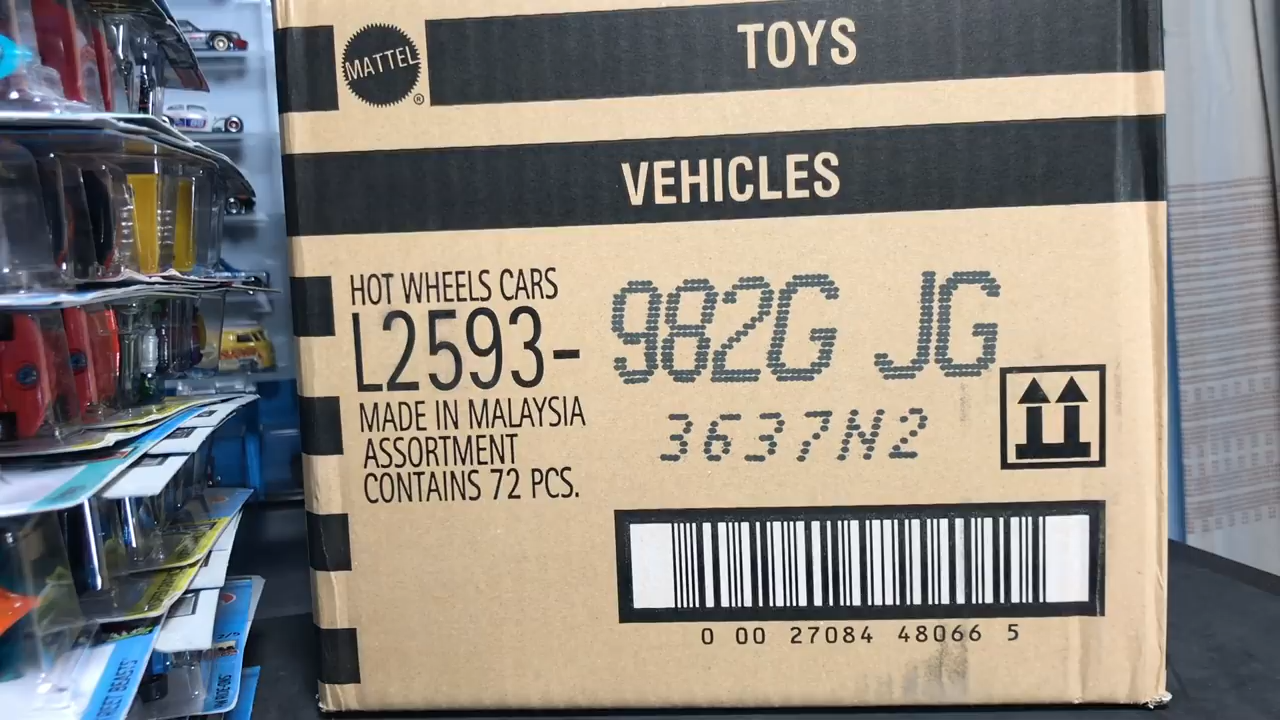 MATTEL
®
TOYS
VEHICLES
HOT WHEELS CARS
L2593-
982G JG
MADE IN MALAYSIA
3637N2
ASSORTMENT
CONTAINS 72 PCS.
0 00 27084 48066 5